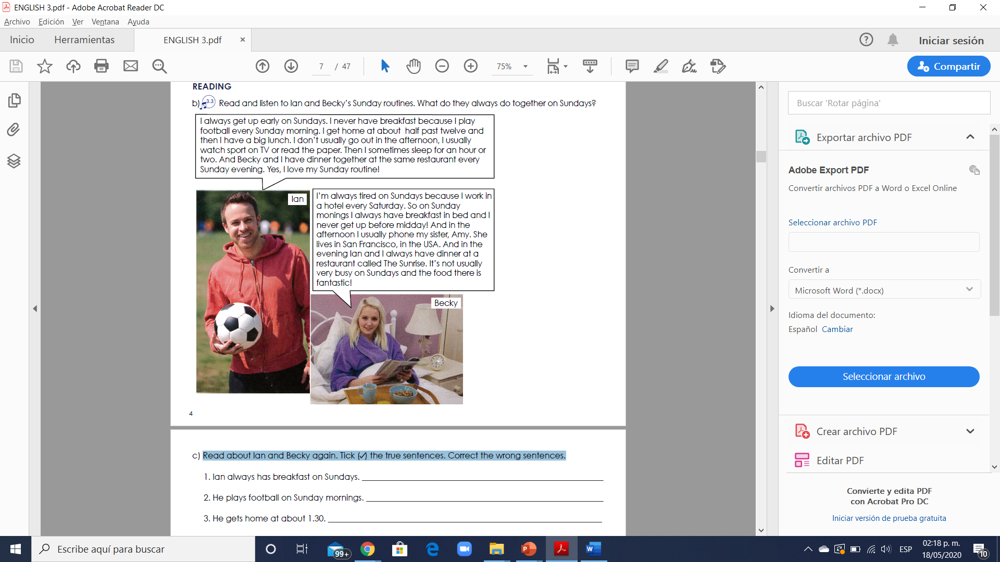 ENGLISH 3.pdf - Adobe Acrobat Reader DC
Archivo Edición Ver Ventana Ayuda
Inicio Herramientas ENGLISH 3.pdf × Iniciar sesión
7 / 47 75% Compartir
READING
b) 3.3 Read and listen to Ian and Becky's Sunday routines. What do they always do together on Sundays?
I always get up early on Sundays. I never have breakfast because I play
football every Sunday morning. I get home at about half past twelve and
then I have a big lunch. I don't usually go out in the afternoon, I usually
watch sport on TV or read the paper. Then I sometimes sleep for an hour or
two. And Becky and I have dinner together at the same restaurant every
Sunday evening. Yes, I love my Sunday routine!
Ian
I'm always tired on Sundays because I work in
a hotel every Saturday. So on Sunday
monings I always have breakfast in bed and I
never get up before midday! And in the
afternoon I usually phone my sister, Amy. She
lives in San Francisco, in the USA. And in the
evening Ian and I always have dinner at a
restaurant called The Sunrise. It's not usually
very busy on Sundays and the food there is
fantastic!
Becky
4
c) Read about Ian and Becky again. Tick (✓) the true sentences. Correct the wrong sentences.
1. Ian always has breakfast on Sundays. ____
2. He plays football on Sunday mornings. ____
3. He gets home at about 1.30. ____
Buscar 'Rotar página'
Exportar archivo PDF
Adobe Export PDF
Convertir archivos PDF a Word o Excel Online
Seleccionar archivo PDF
Convertir a
Microsoft Word (*.docx)
Idioma del documento:
Español Cambiar
Seleccionar archivo
Crear archivo PDF
Editar PDF
Convierte y edita PDF
con Acrobat Pro DC
Iniciar versión de prueba gratuita
Escribe aquí para buscar
99+
ESP
02:18 p. m.
18/05/2020
10